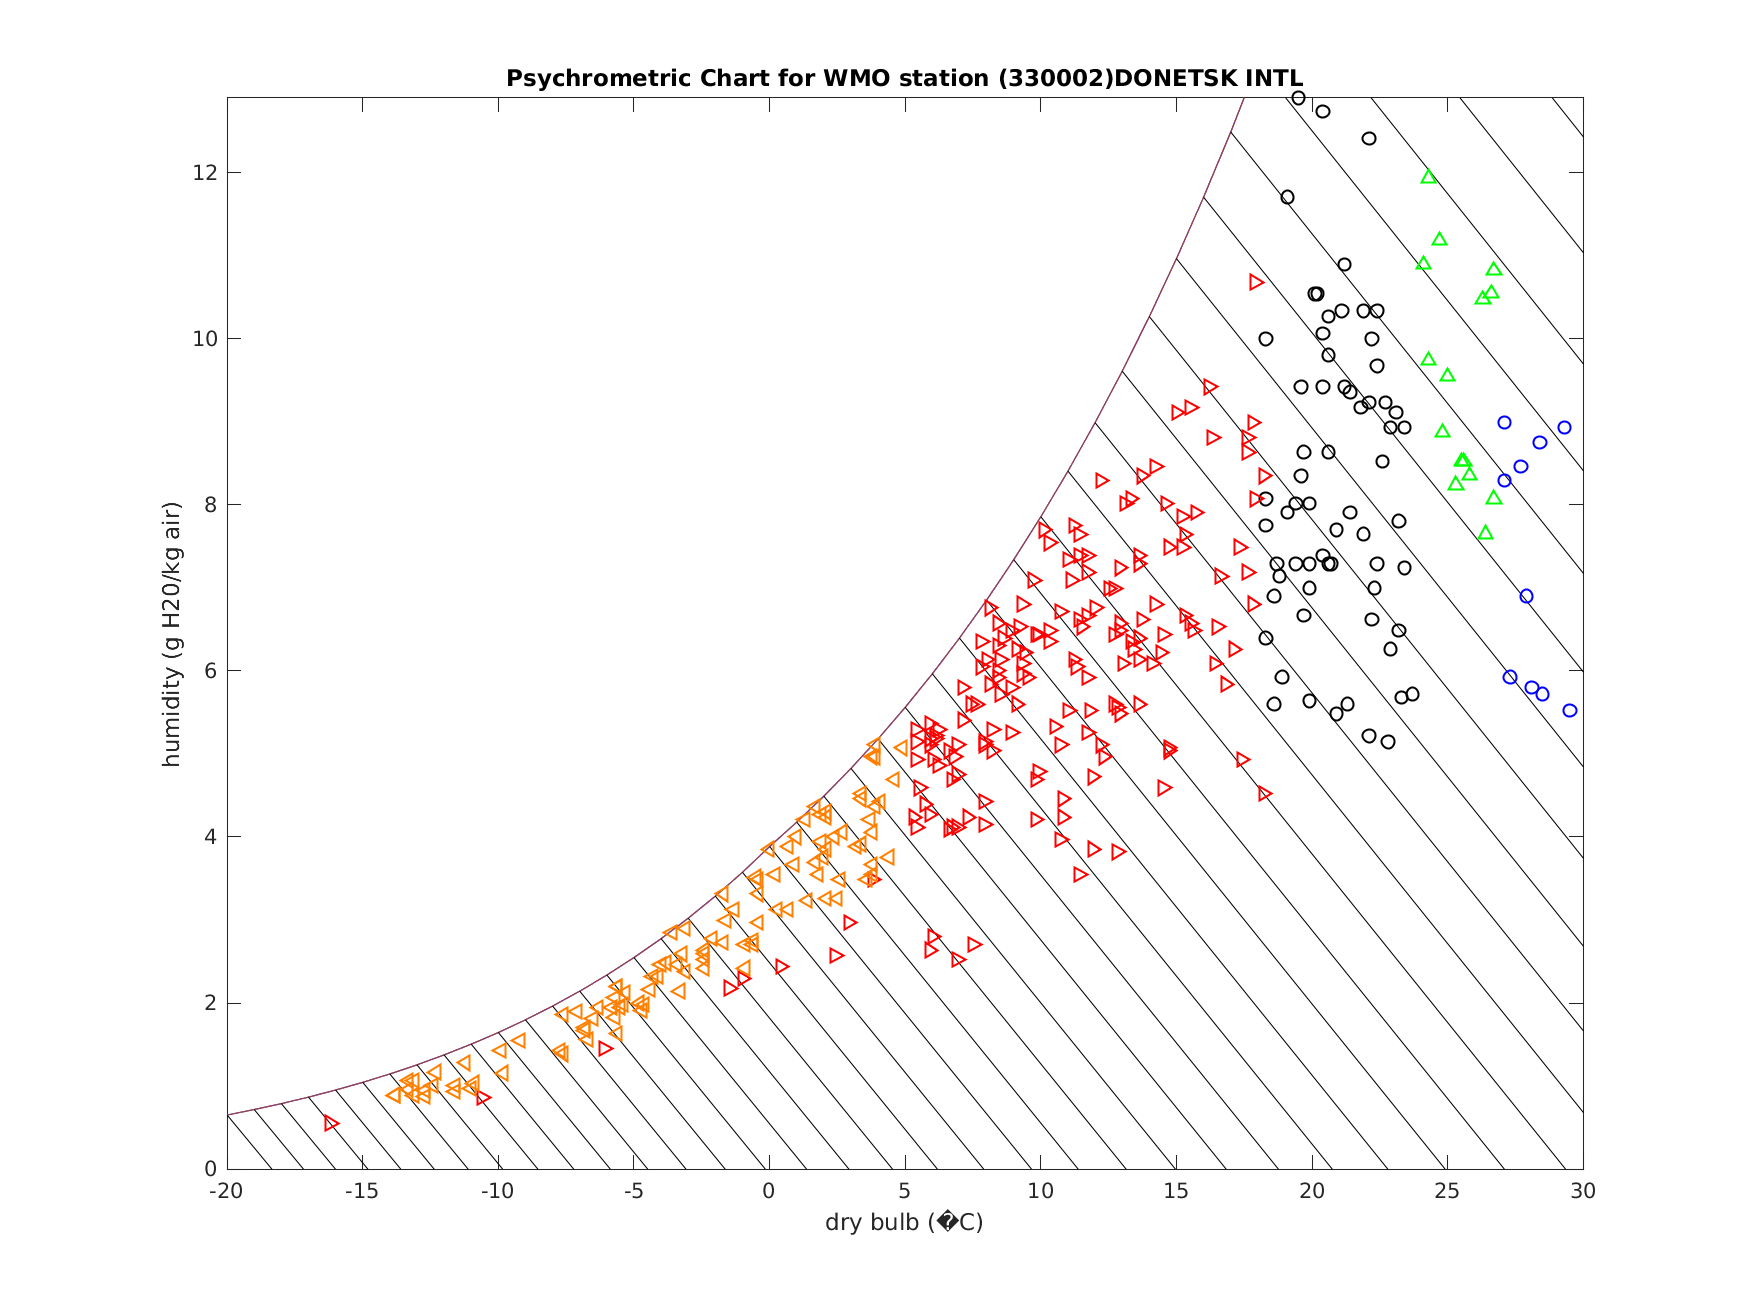 Psychrometric Chart for WMO station (330002)DONETSK INTL
12
10
8
6
4
2
0
humidity (g H20/kg air)
-20 -15 -10 -5 0 5 10 15 20 25 30
dry bulb (�C)